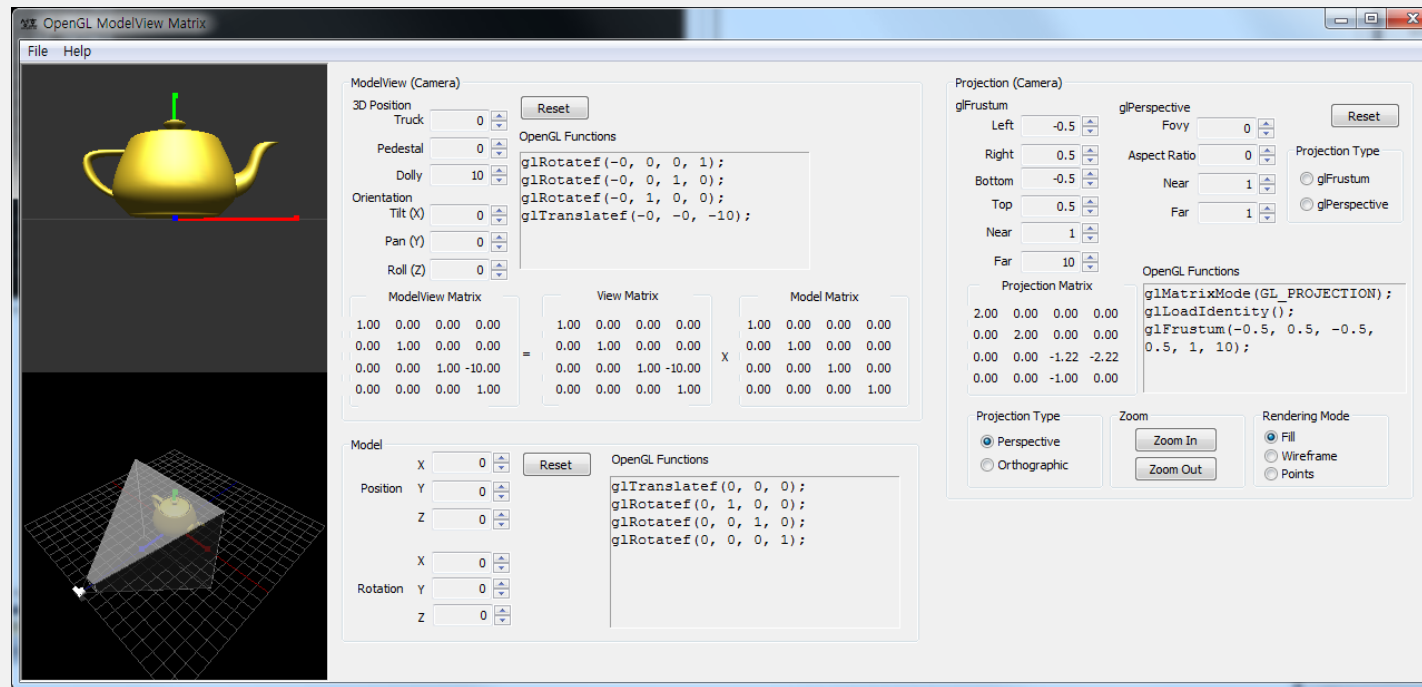 OpenGL ModelView Matrix
File Help
ModelView (Camera)
3D Position
Truck 0
Pedestal 0
Dolly 10
Orientation
Tilt (X) 0
Pan (Y) 0
Roll (Z) 0
Reset
OpenGL Functions
glRotatef(-0, 0, 0, 1);
glRotatef(-0, 0, 1, 0);
glRotatef(-0, 1, 0, 0);
glTranslatef(-0, -0, -10);
ModelView Matrix
1.00 0.00 0.00 0.00
0.00 1.00 0.00 0.00
0.00 0.00 1.00 -10.00
0.00 0.00 0.00 1.00
=
View Matrix
1.00 0.00 0.00 0.00
0.00 1.00 0.00 0.00
0.00 0.00 1.00 -10.00
0.00 0.00 0.00 1.00
X
Model Matrix
1.00 0.00 0.00 0.00
0.00 1.00 0.00 0.00
0.00 0.00 1.00 0.00
0.00 0.00 0.00 1.00
Model
Position
X 0
Y 0
Z 0
Rotation
X 0
Y 0
Z 0
Reset
OpenGL Functions
glTranslatef(0, 0, 0);
glRotatef(0, 1, 0, 0);
glRotatef(0, 0, 1, 0);
glRotatef(0, 0, 0, 1);
Projection (Camera)
glFrustum
Left -0.5
Right 0.5
Bottom -0.5
Top 0.5
Near 1
Far 10
glPerspective
Fovy 0
Aspect Ratio 0
Near 1
Far 1
Reset
Projection Type
glFrustum
glPerspective
Projection Matrix
2.00 0.00 0.00 0.00
0.00 2.00 0.00 0.00
0.00 0.00 -1.22 -2.22
0.00 0.00 -1.00 0.00
OpenGL Functions
glMatrixMode(GL_PROJECTION);
glLoadIdentity();
glFrustum(-0.5, 0.5, -0.5,
0.5, 1, 10);
Projection Type
Perspective
Orthographic
Zoom
Zoom In
Zoom Out
Rendering Mode
Fill
Wireframe
Points